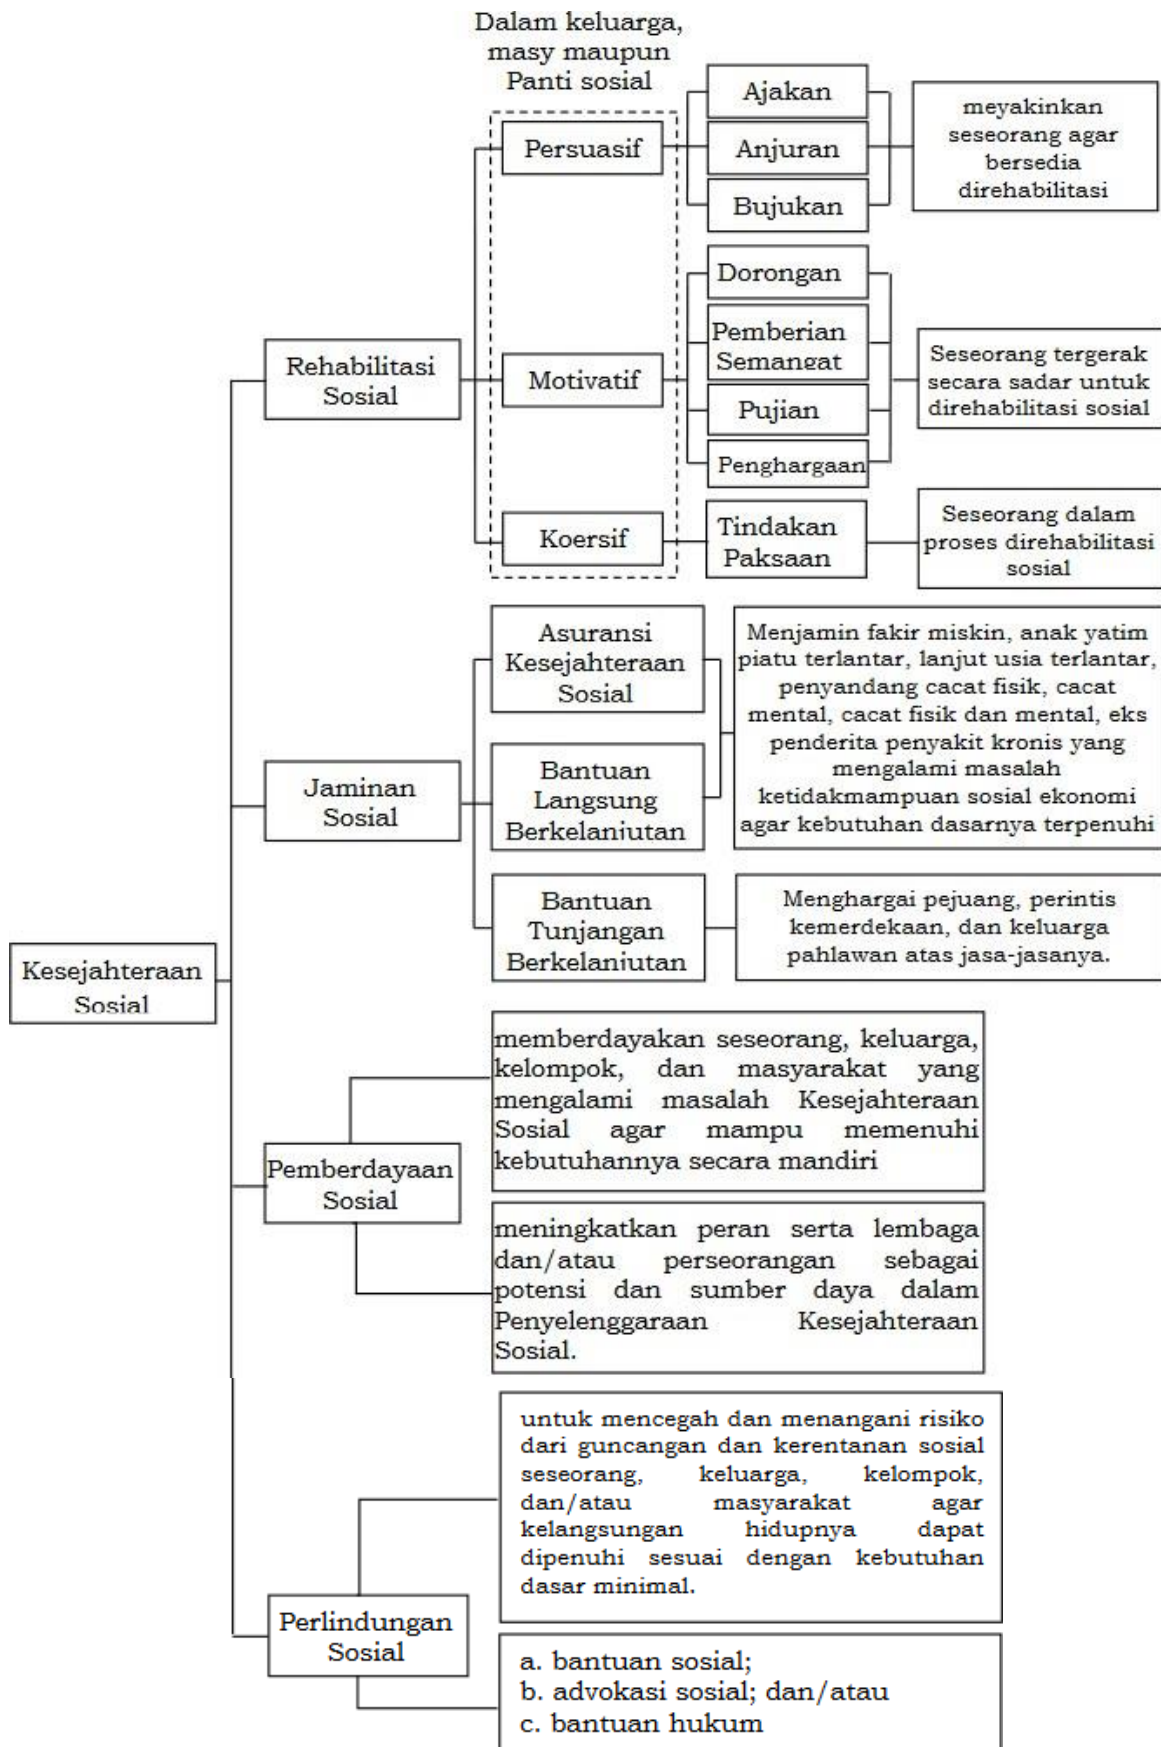 Dalam keluarga,
masy maupun
Panti sosial
Persuasif
Ajakan
Anjuran
Bujukan
meyakinkan
seseorang agar
bersedia
direhabilitasi
Rehabilitasi
Sosial
Motivatif
Dorongan
Pemberian
Semangat
Pujian
Penghargaan
Seseorang tergerak
secara sadar untuk
direhabilitasi sosial
Koersif
Tindakan
Paksaan
Seseorang dalam
proses direhabilitasi
sosial
Jaminan
Sosial
Asuransi
Kesejahteraan
Sosial
Bantuan
Langsung
Berkelanjutan
Menjamin fakir miskin, anak yatim
piatu terlantar, lanjut usia terlantar,
penyandang cacat fisik, cacat
mental, cacat fisik dan mental, eks
penderita penyakit kronis yang
mengalami masalah
ketidakmampuan sosial ekonomi
agar kebutuhan dasarnya terpenuhi
Bantuan
Tunjangan
Berkelanjutan
Menghargai pejuang, perintis
kemerdekaan, dan keluarga
pahlawan atas jasa-jasanya.
Kesejahteraan
Sosial
Pemberdayaan
Sosial
memberdayakan seseorang, keluarga,
kelompok, dan masyarakat yang
mengalami masalah Kesejahteraan
Sosial agar mampu memenuhi
kebutuhannya secara mandiri
meningkatkan peran serta lembaga
dan/atau perseorangan sebagai
potensi dan sumber daya dalam
Penyelenggaraan Kesejahteraan
Sosial.
Perlindungan
Sosial
untuk mencegah dan menangani risiko
dari guncangan dan kerentanan sosial
seseorang, keluarga, kelompok,
dan/atau masyarakat agar
kelangsungan hidupnya dapat
dipenuhi sesuai dengan kebutuhan
dasar minimal.
a. bantuan sosial;
b. advokasi sosial; dan/atau
c. bantuan hukum